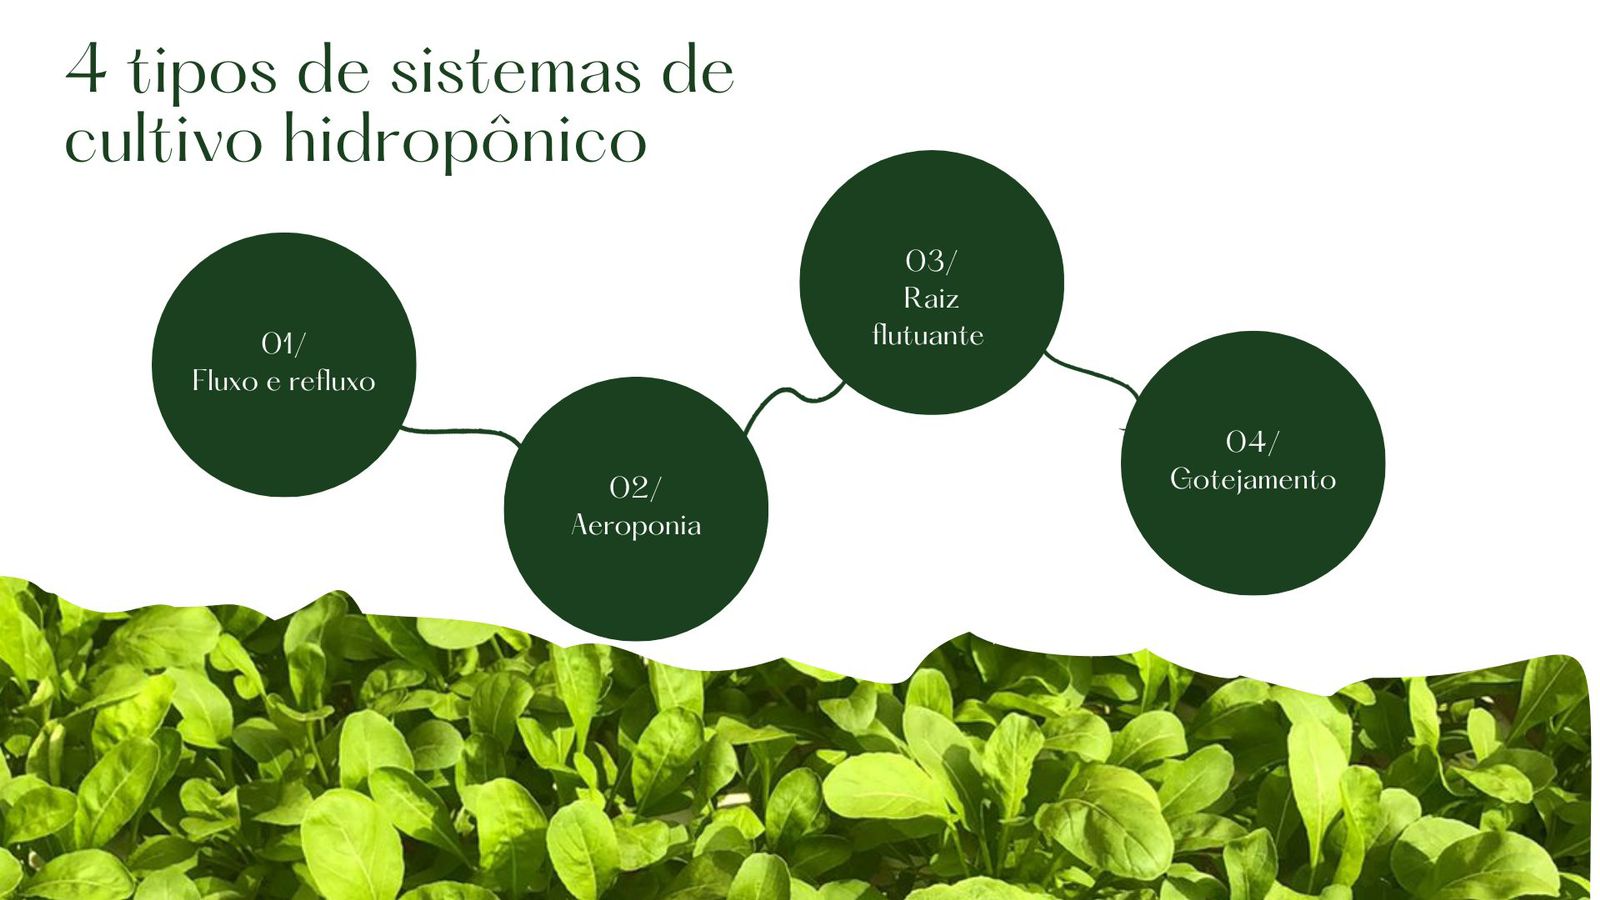 4 tipos de sistemas de
cultivo hidropônico
01/
Fluxo e refluxo
02/
Aeroponia
03/
Raiz
flutuante
04/
Gotejamento